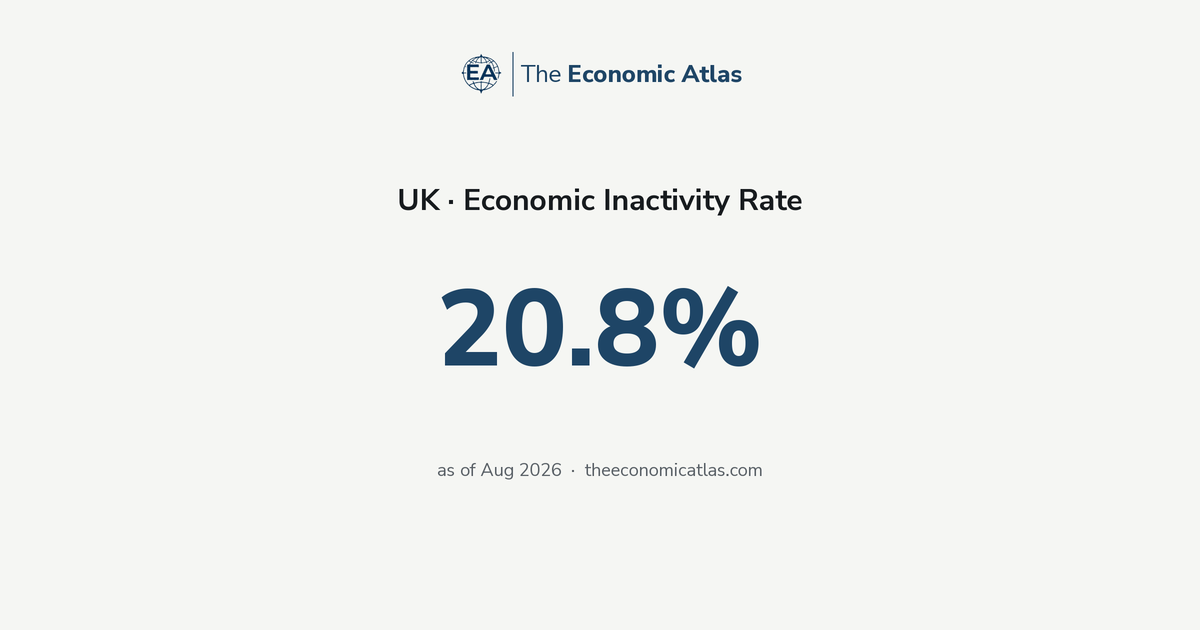 EA The Economic Atlas
UK · Economic Inactivity Rate
20.8%
as of Aug 2026 · theeconomicatlas.com